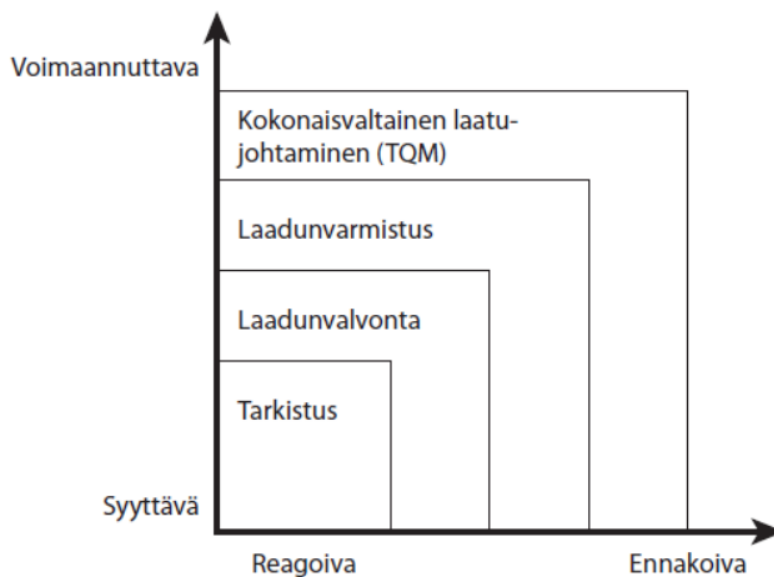 Voimaannuttava
Kokonaisvaltainen laatu-
johtaminen (TQM)
Laadunvarmistus
Laadunvalvonta
Tarkistus
Syyttävä
Reagoiva
Ennakoiva